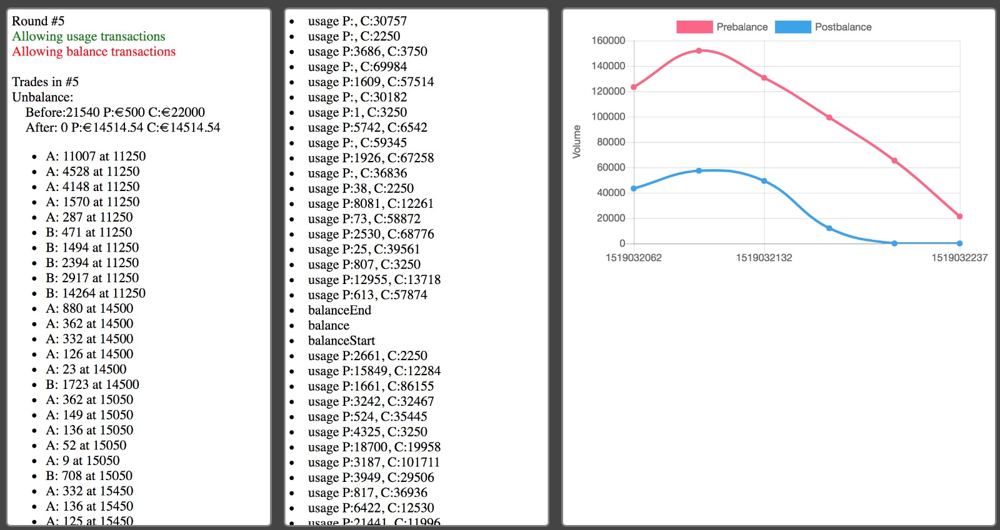 Round #5
Allowing usage transactions
Allowing balance transactions
Trades in #5
Unbalance:
Before:21540 P:€500 C:€22000
After: 0 P:€14514.54 C:€14514.54
A: 11007 at 11250
A: 4528 at 11250
A: 4148 at 11250
A: 1570 at 11250
A: 287 at 11250
B: 471 at 11250
B: 1494 at 11250
B: 2394 at 11250
B: 2917 at 11250
B: 14264 at 11250
A: 880 at 14500
A: 362 at 14500
A: 332 at 14500
A: 126 at 14500
A: 23 at 14500
B: 1723 at 14500
A: 362 at 15050
A: 149 at 15050
A: 136 at 15050
A: 52 at 15050
A: 9 at 15050
B: 708 at 15050
A: 332 at 15450
A: 136 at 15450
A: 125 at 15450
usage P:, C:30757
usage P:, C:2250
usage P:3686, C:3750
usage P:, C:69984
usage P:1609, C:57514
usage P:, C:30182
usage P:1, C:3250
usage P:5742, C:6542
usage P:, C:59345
usage P:1926, C:67258
usage P:, C:36836
usage P:38, C:2250
usage P:8081, C:12261
usage P:73, C:58872
usage P:2530, C:68776
usage P:25, C:39561
usage P:807, C:3250
usage P:12955, C:13718
usage P:613, C:57874
balanceEnd
balance
balanceStart
usage P:2661, C:2250
usage P:15849, C:12284
usage P:1661, C:86155
usage P:3242, C:32467
usage P:524, C:35445
usage P:4325, C:3250
usage P:18700, C:19958
usage P:3187, C:101711
usage P:3949, C:29506
usage P:817, C:36936
usage P:6422, C:12530
usage P:21441, C:11996
Prebalance
Postbalance
Volume
160000
140000
120000
100000
80000
60000
40000
20000
0
1519032062
1519032132
1519032237